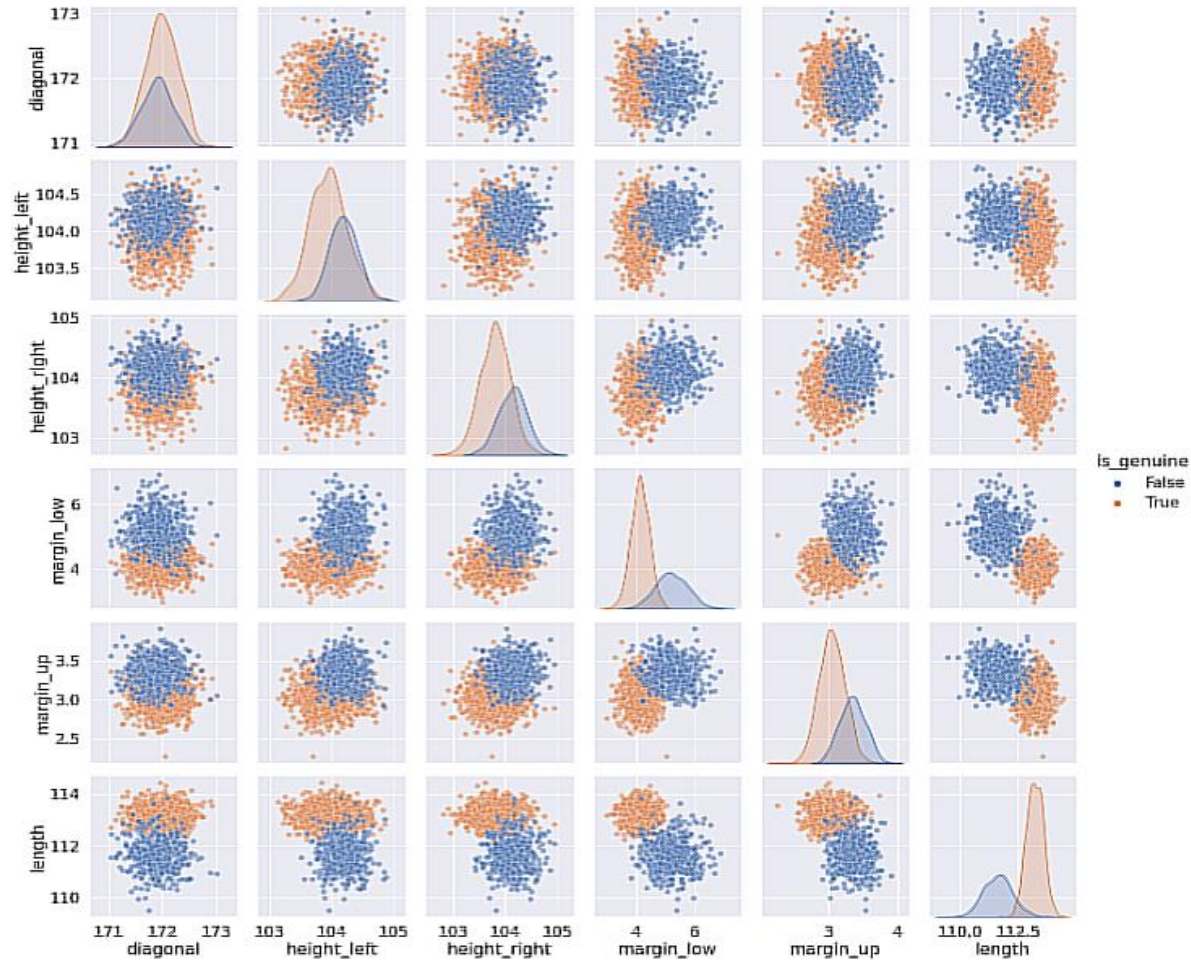 173
172
171
diagonal
104.5
104.0
103.5
height_left
105
104
103
height_right
6
4
margin_low
3.5
3.0
2.5
margin_up
114
112
110
length
171 172 173
diagonal
103 104 105
height_left
103 104 105
height_right
4 6
margin_low
3 4
margin_up
110,0 112.5
length
is_genuine
False
True